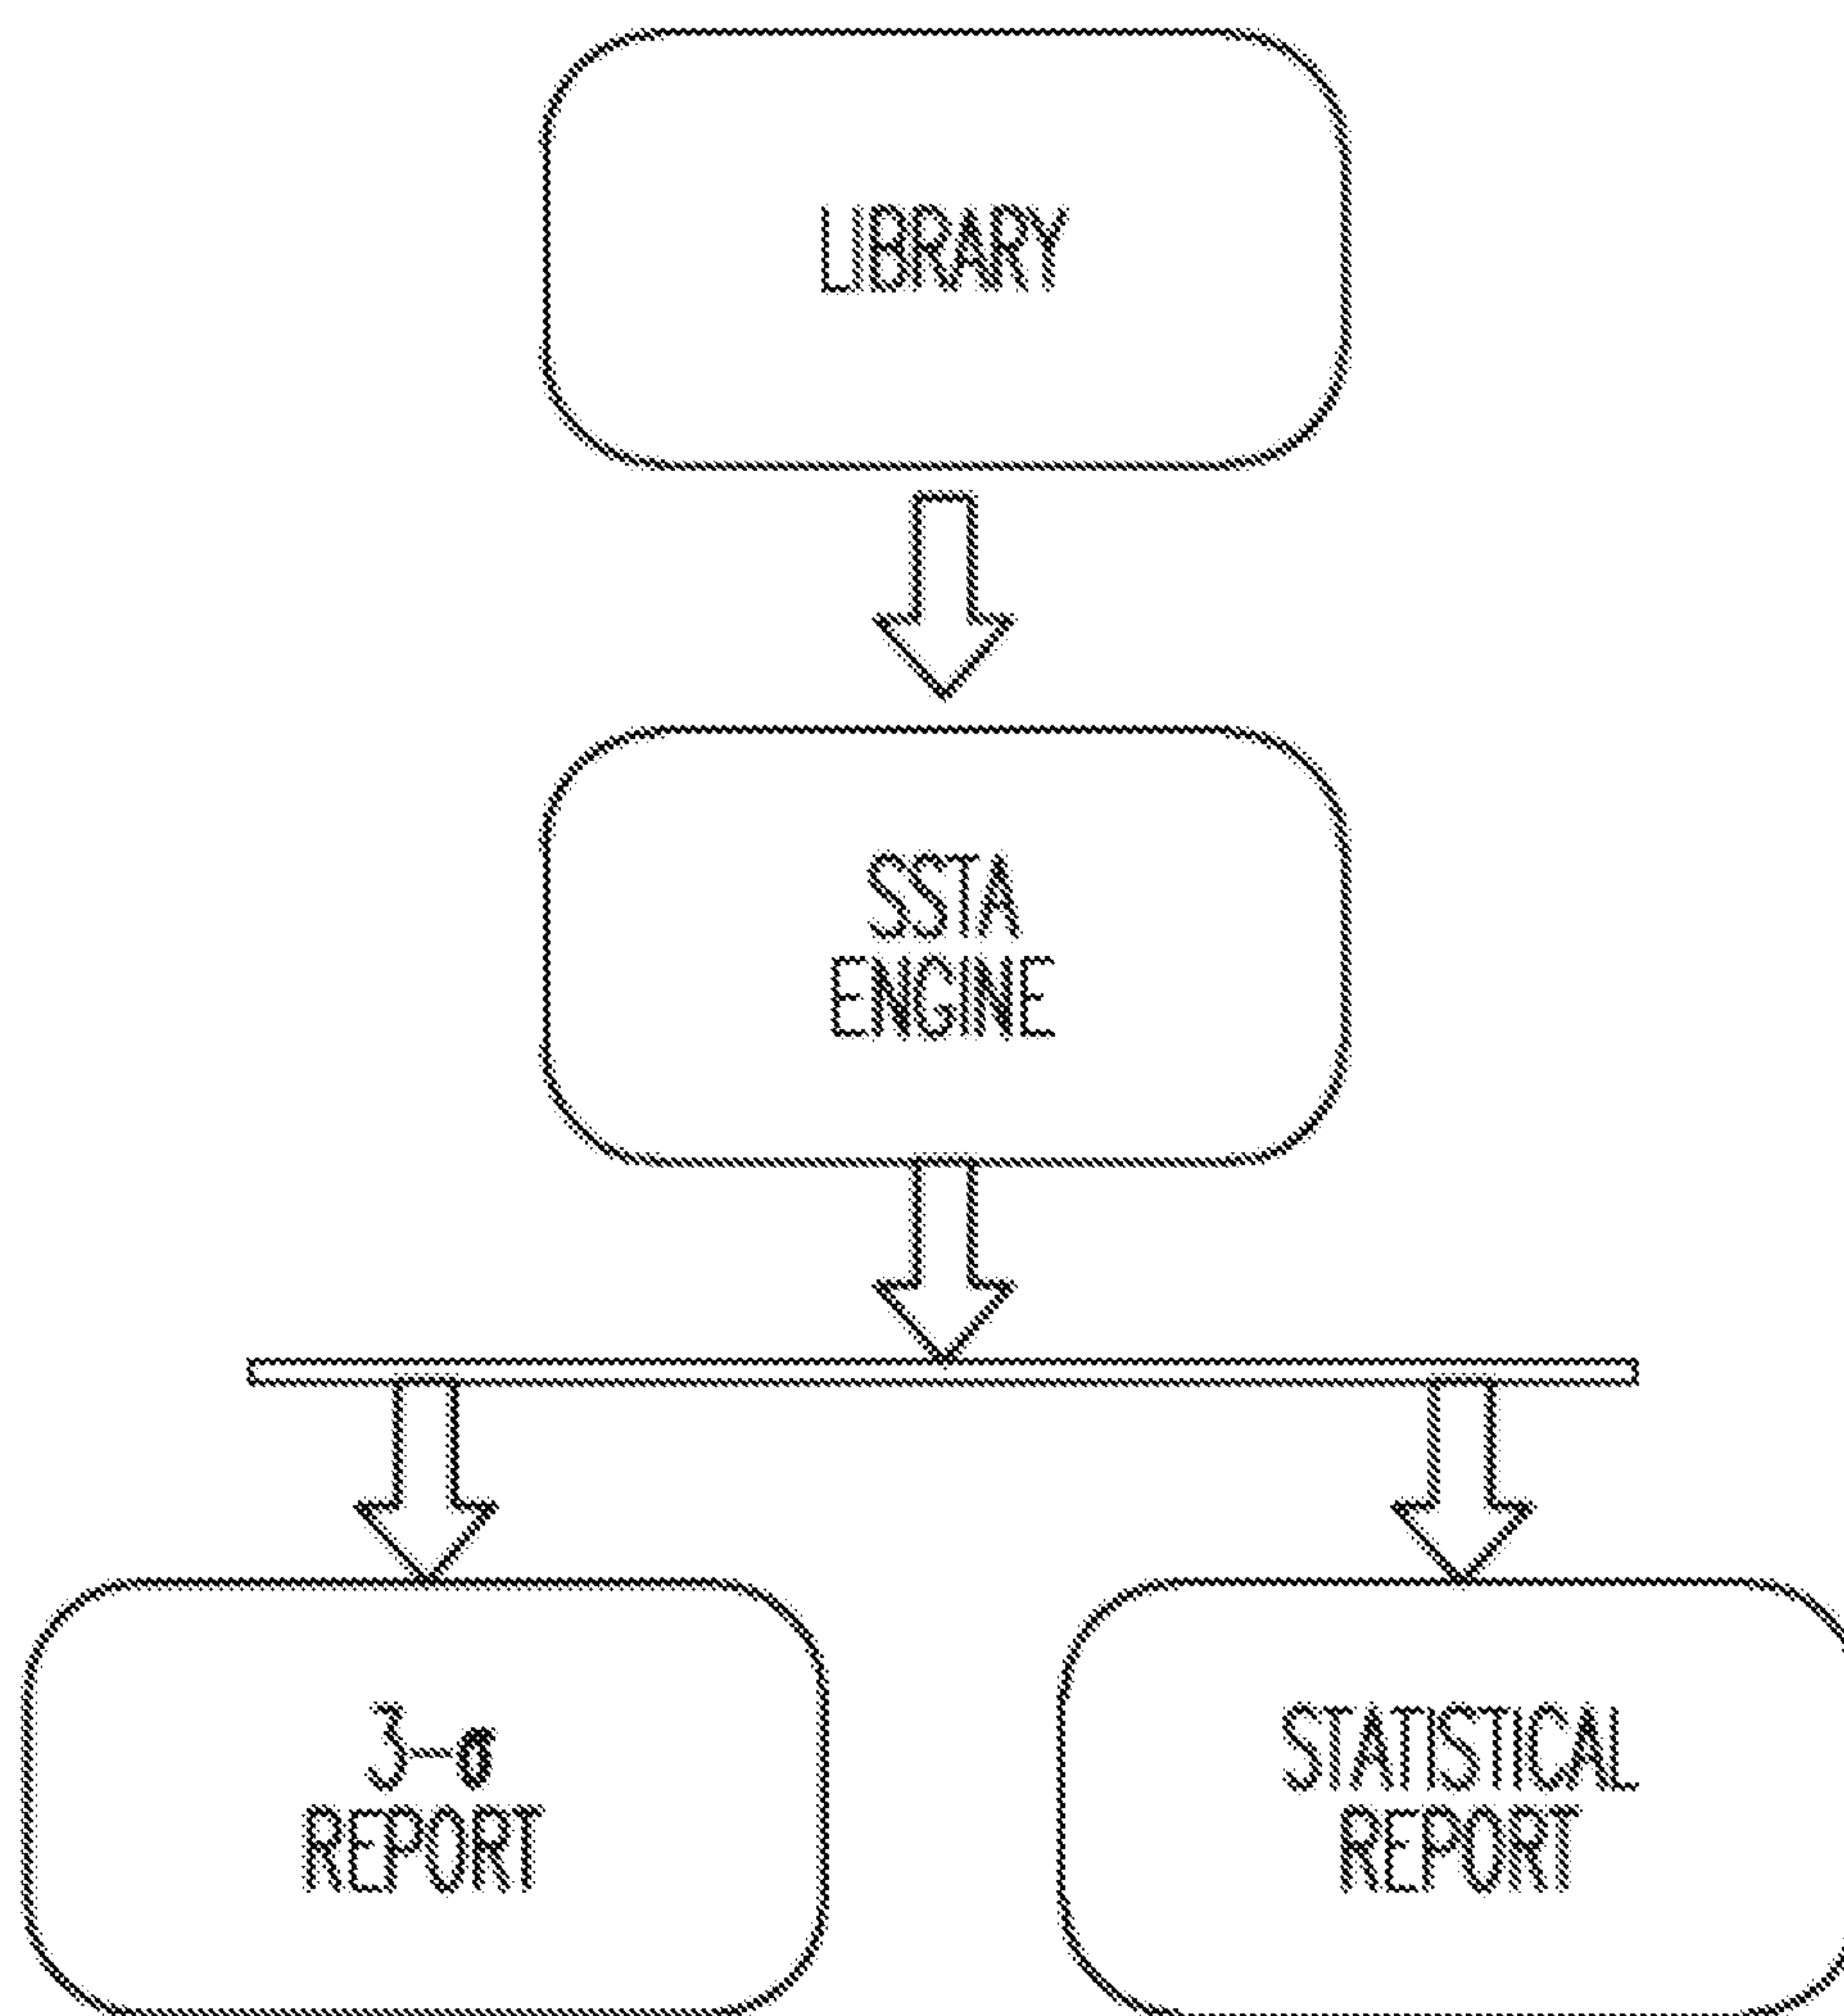 LIBRARY
SSTA
ENGINE
3-σ
REPORT
STATISTICAL
REPORT